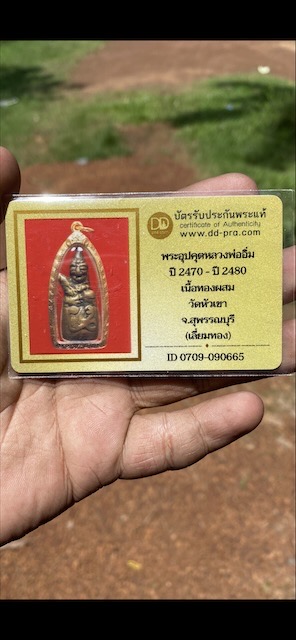 DD
บัตรรับประกันพระแท้
certificate of Authenticity
www.dd-pra.com
พระอุปคุตหลวงพ่ออิ่ม
ปี 2470 - ปี 2480
เนื้อทองผสม
วัดหัวเขา
จ.สุพรรณบุรี
(เลี่ยมทอง)
ID 0709-090665